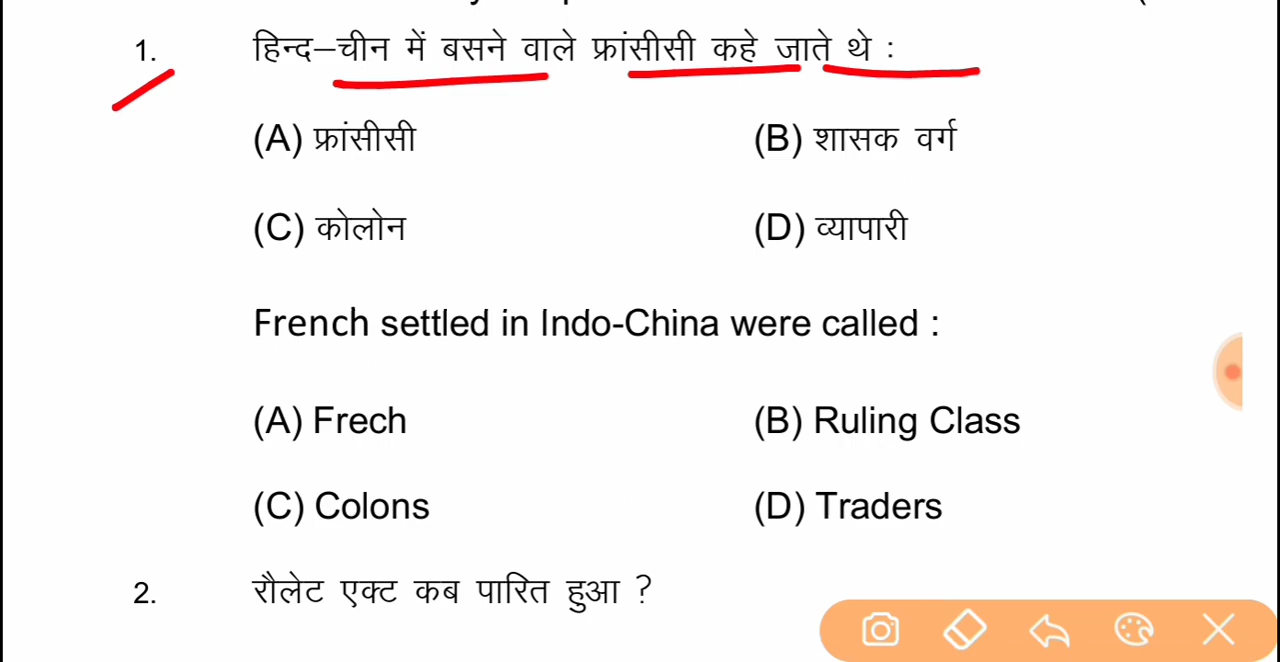 1. हिन्द–चीन में बसने वाले फ्रांसीसी कहे जाते थे :
(A) फ्रांसीसी (B) शासक वर्ग
(C) कोलोन (D) व्यापारी
French settled in Indo-China were called :
(A) Frech (B) Ruling Class
(C) Colons (D) Traders
2. रौलेट एक्ट कब पारित हुआ ?